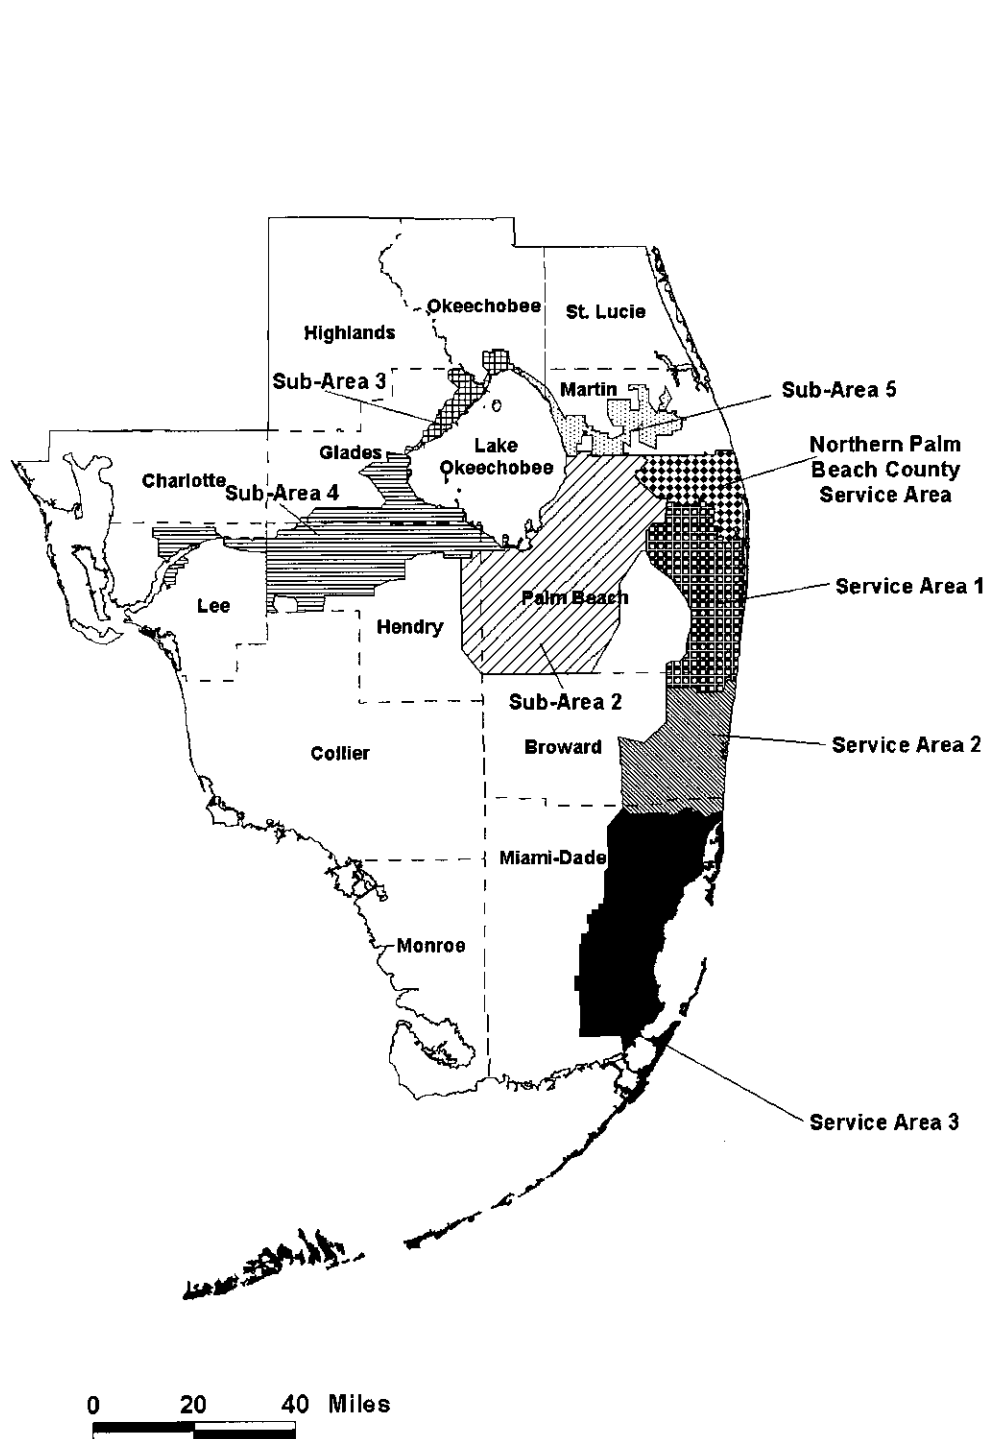 Okeechobee
St. Lucie
Highlands
Sub-Area 3
Martin
Sub-Area 5
Northern Palm
Beach County
Service Area
Glades
Lake
Okeechobee
Charlotte
Sub-Area 4
Service Area 1
Palm Beach
Lee
Hendry
Sub-Area 2
Broward
Service Area 2
Collier
Miami-Dade
Monroe
Service Area 3
0 20 40 Miles